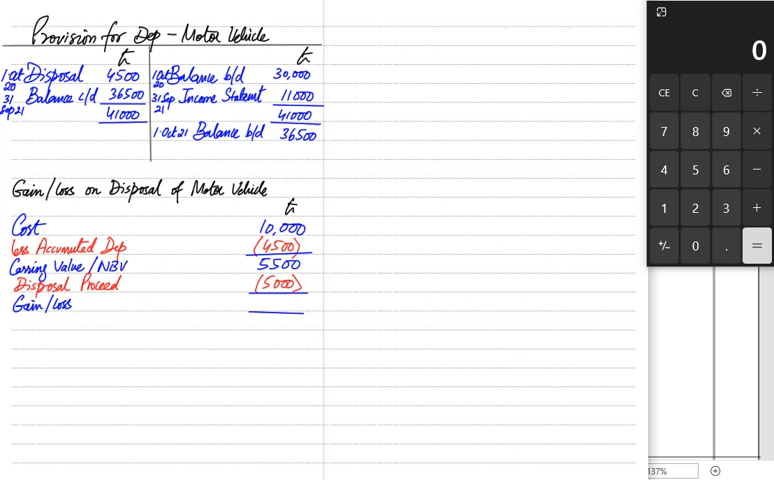 Provision for Dep - Motor Vehicle
1 Oct 20 Disposal 4500 1 Oct 20 Balance b/d 30,000
31 Sep 21 Balance c/d 36500 31 Sep 21 Income Statemt 11000
41000 41000
1 Oct 21 Balance b/d 36500
Gain/loss on Disposal of Motor Vehicle
Cost 10,000
less Accumuted Dep (4500)
Carring Value/NBV 5500
Disposal Proceed (5000)
Gain/loss
0
CE C ÷
7 8 9 ×
4 5 6 −
1 2 3 +
+/− 0 . =
137%